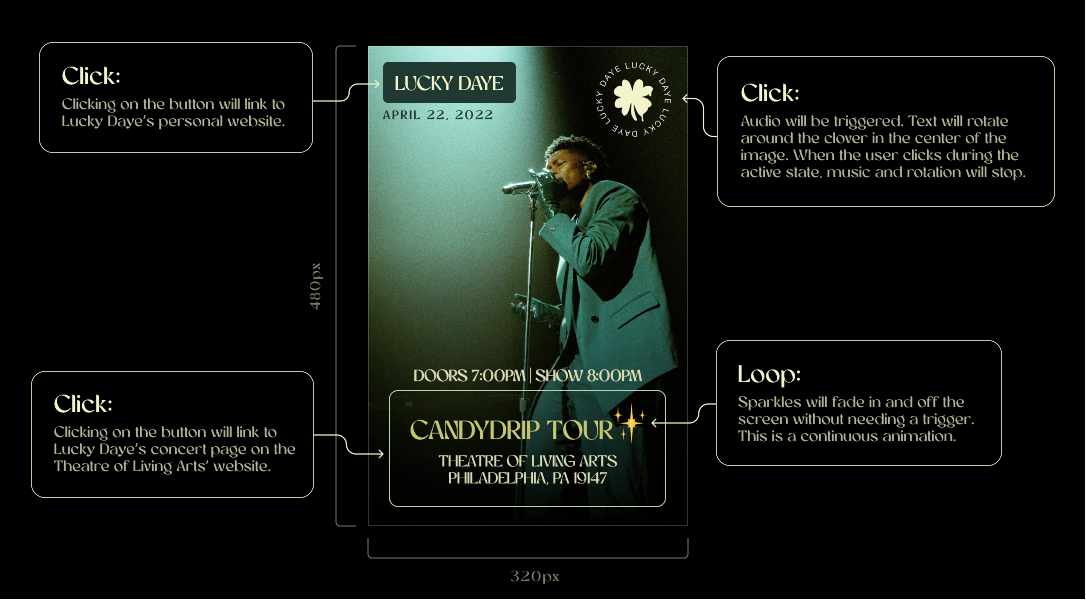 Click:
Clicking on the button will link to
Lucky Daye's personal website.
LUCKY DAYE
APRIL 22, 2022
LUCKY DAYE LUCKY DAYE LUCKY DAYE
Click:
Audio will be triggered. Text will rotate
around the clover in the center of the
image. When the user clicks during the
active state, music and rotation will stop.
480px
Click:
Clicking on the button will link to
Lucky Daye's concert page on the
Theatre of Living Arts' website.
DOORS 7:00PM | SHOW 8:00PM
CANDYDRIP TOUR
THEATRE OF LIVING ARTS
PHILADELPHIA, PA 19147
Loop:
Sparkles will fade in and off the
screen without needing a trigger.
This is a continuous animation.
320px